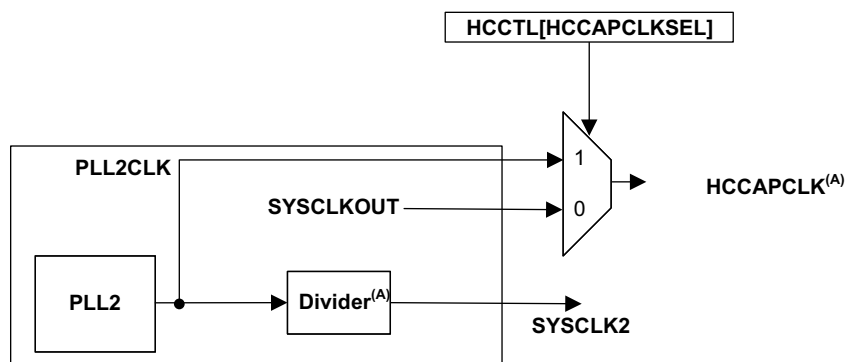 HCCTL[HCCAPCLKSEL]
PLL2CLK
1
HCCAPCLK(A)
SYSCLKOUT
0
PLL2
Divider(A)
SYSCLK2